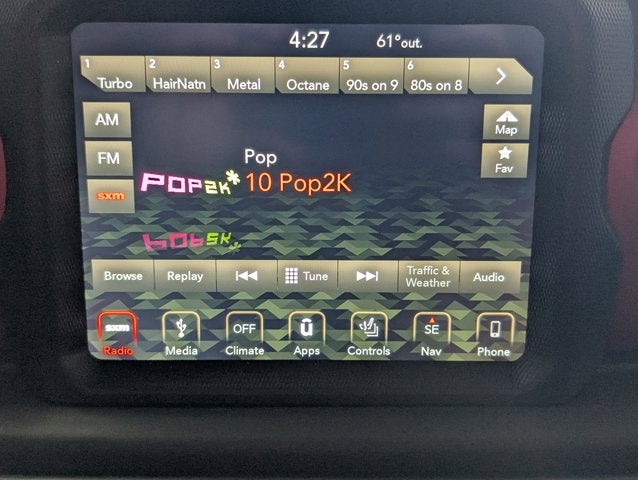 4:27 61°out.
1 Turbo 2 HairNatn 3 Metal 4 Octane 5 90s on 9 6 80s on 8
AM
Map
FM
Pop
Fav
sxm
POP2K* 10 Pop2K
Browse Replay Tune Traffic & Weather Audio
sxm OFF û SE
Radio Media Climate Apps Controls Nav Phone